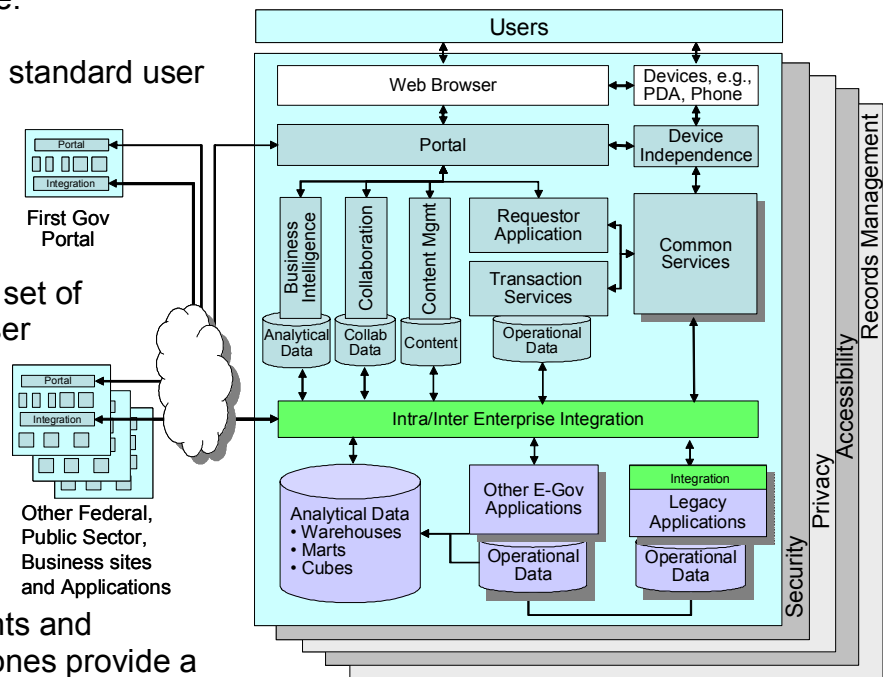 e:
standard user
set of
ser
nts and
ones provide a
Users
Web Browser
Devices, e.g.,
PDA, Phone
Portal
Device
Independence
Business
Intelligence
Collaboration
Content Mgmt
Requestor
Application
Transaction
Services
Common
Services
Analytical
Data
Collab
Data
Content
Operational
Data
Intra/Inter Enterprise Integration
Analytical Data
• Warehouses
• Marts
• Cubes
Other E-Gov
Applications
Operational
Data
Integration
Legacy
Applications
Operational
Data
Security
Privacy
Accessibility
Records Management
Portal
Integration
First Gov
Portal
Portal
Integration
Other Federal,
Public Sector,
Business sites
and Applications